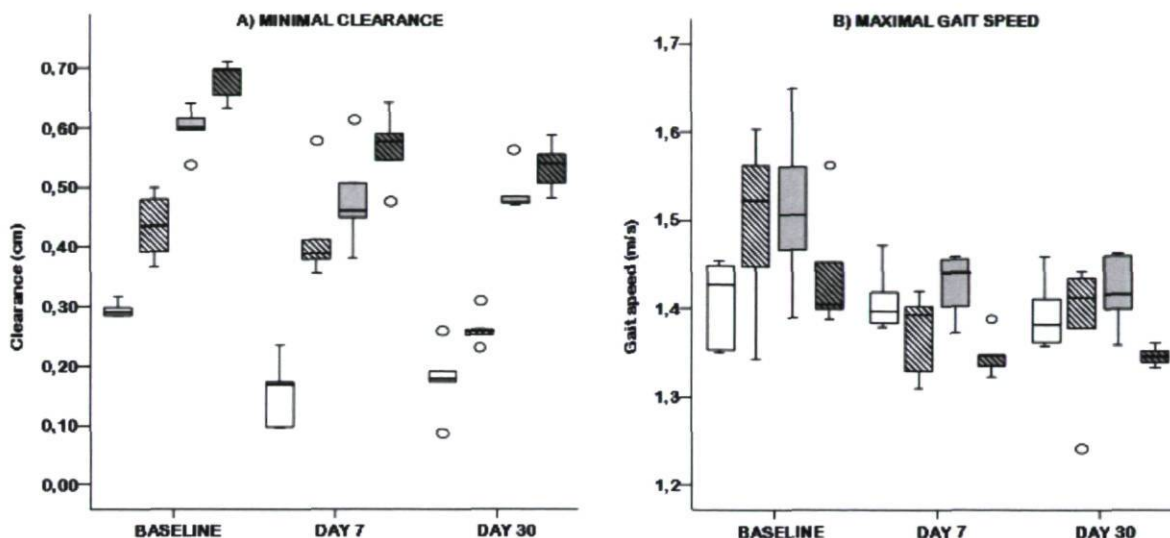 A) MINIMAL CLEARANCE
0,70
0,60
0,50
0,40
0,30
0,20
0,10
0,00
Clearance (cm)
BASELINE DAY 7 DAY 30
B) MAXIMAL GAIT SPEED
1,7
1,6
1,5
1,4
1,3
1,2
Gait speed (m/s)
BASELINE DAY 7 DAY 30